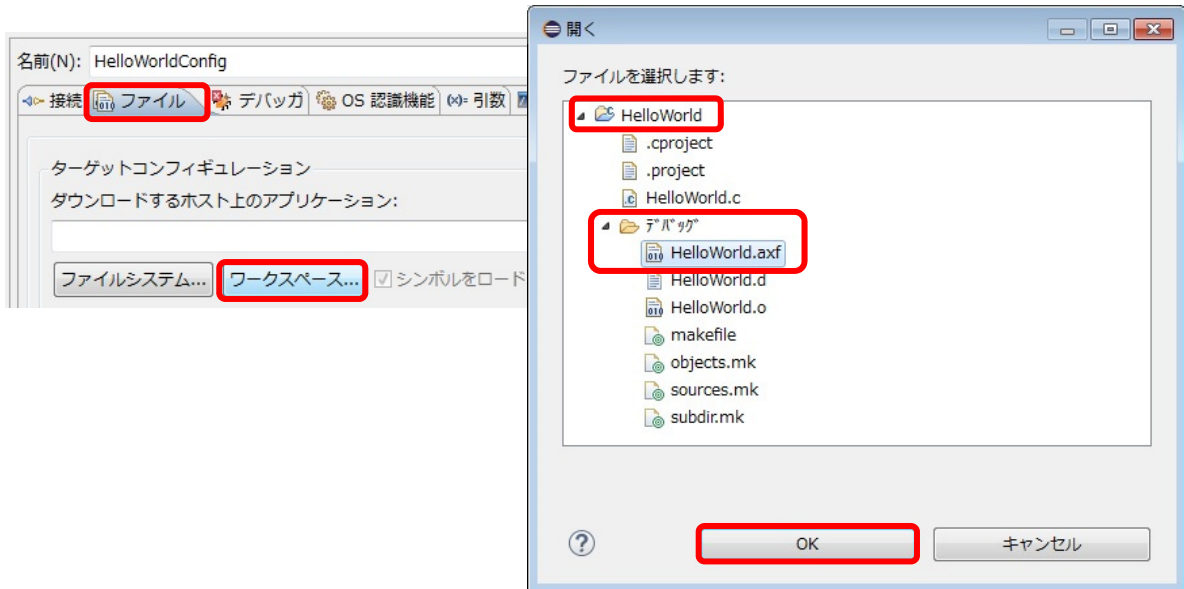 名前(N): HelloWorldConfig
接続 ファイル デバッガ OS 認識機能 (x)= 引数
ターゲットコンフィギュレーション
ダウンロードするホスト上のアプリケーション:
ファイルシステム... ワークスペース... シンボルをロード
開く
ファイルを選択します:
HelloWorld
.cproject
.project
HelloWorld.c
ﾃﾞﾊﾞｯｸﾞ
HelloWorld.axf
HelloWorld.d
HelloWorld.o
makefile
objects.mk
sources.mk
subdir.mk
OK キャンセル